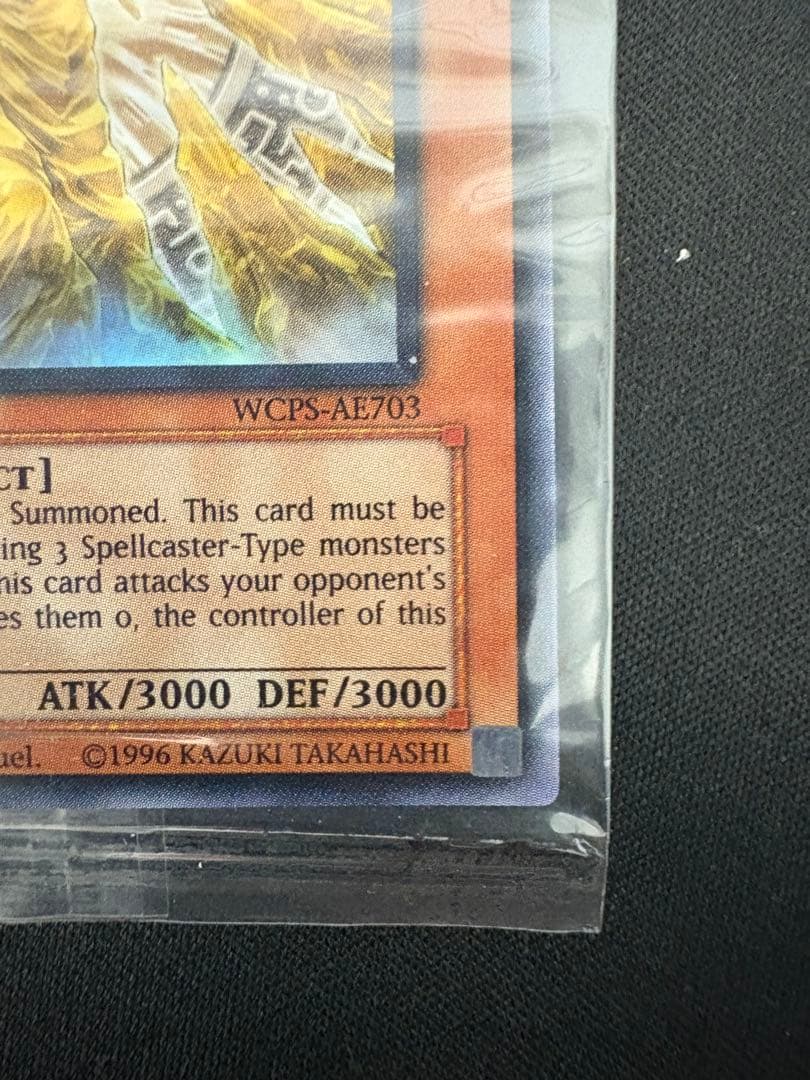 WCPS-AE703
CT]
Summoned. This card must be
ing 3 Spellcaster-Type monsters
his card attacks your opponent's
es them 0, the controller of this
ATK/3000 DEF/3000
uel. ©1996 KAZUKI TAKAHASHI